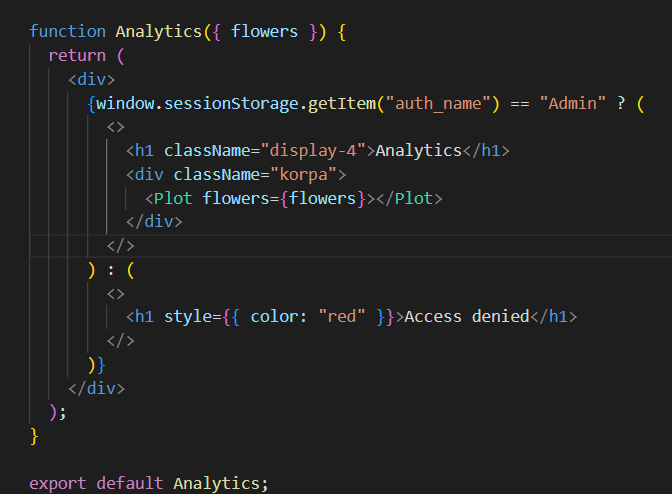 function Analytics({ flowers }) {
  return (
    <div>
      {window.sessionStorage.getItem("auth_name") == "Admin" ? (
        <>
          <h1 className="display-4">Analytics</h1>
          <div className="korpa">
            <Plot flowers={flowers}></Plot>
          </div>
        </>
      ) : (
        <>
          <h1 style={{ color: "red" }}>Access denied</h1>
        </>
      )}
    </div>
  );
}

export default Analytics;